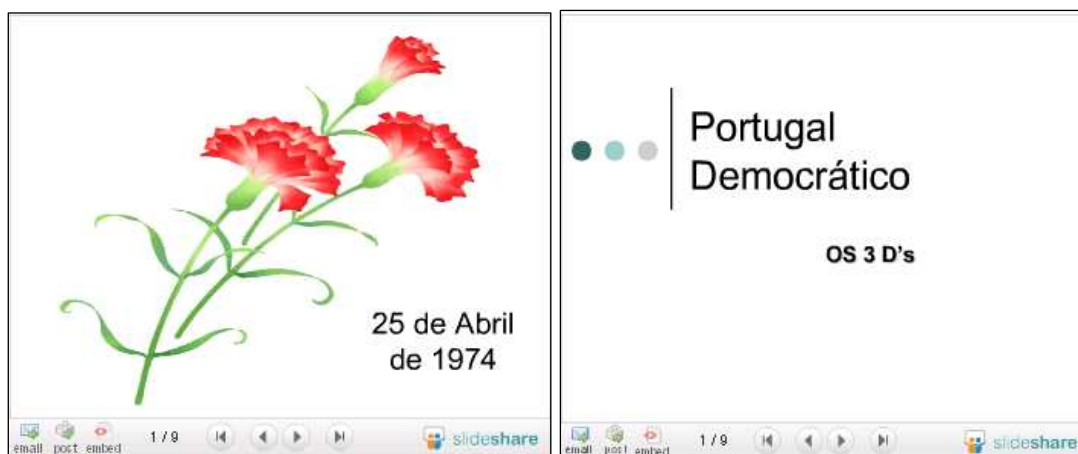 25 de Abril
de 1974
email post embed 1 / 9 slideshare
Portugal
Democrático
OS 3 D's
email post embed 1 / 9 slideshare